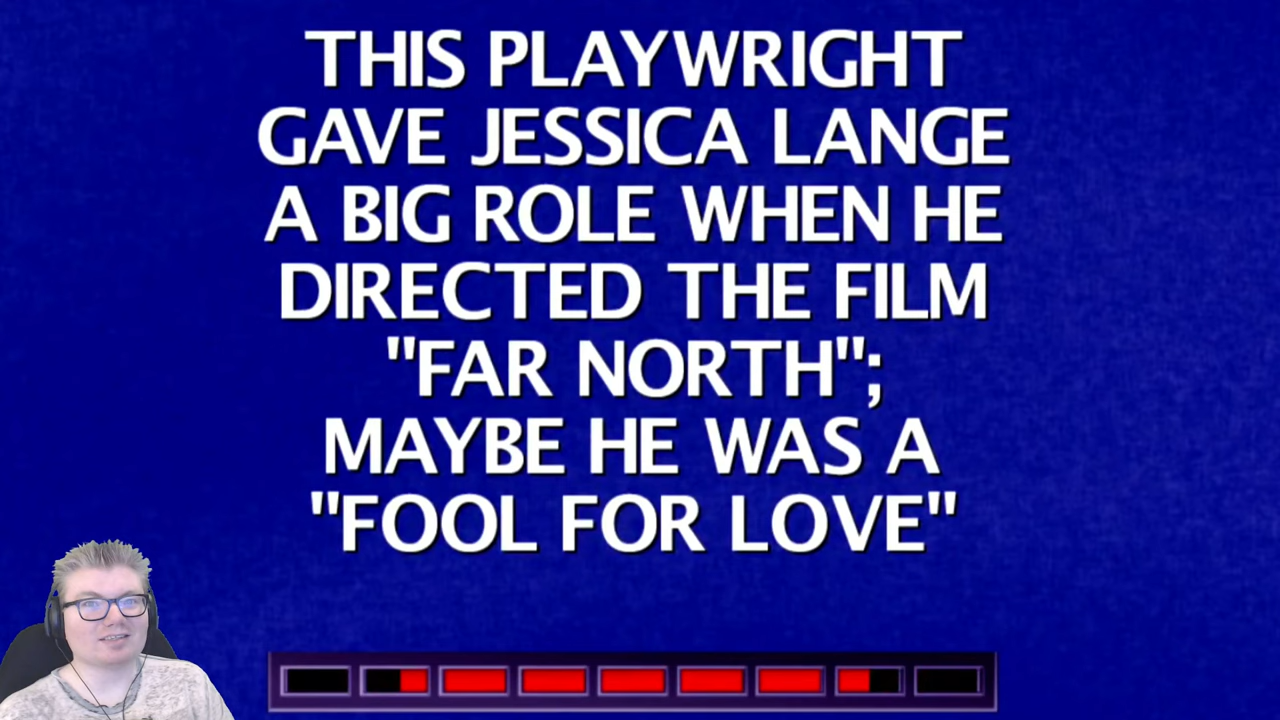 THIS PLAYWRIGHT
GAVE JESSICA LANGE
A BIG ROLE WHEN HE
DIRECTED THE FILM
"FAR NORTH";
MAYBE HE WAS A
"FOOL FOR LOVE"